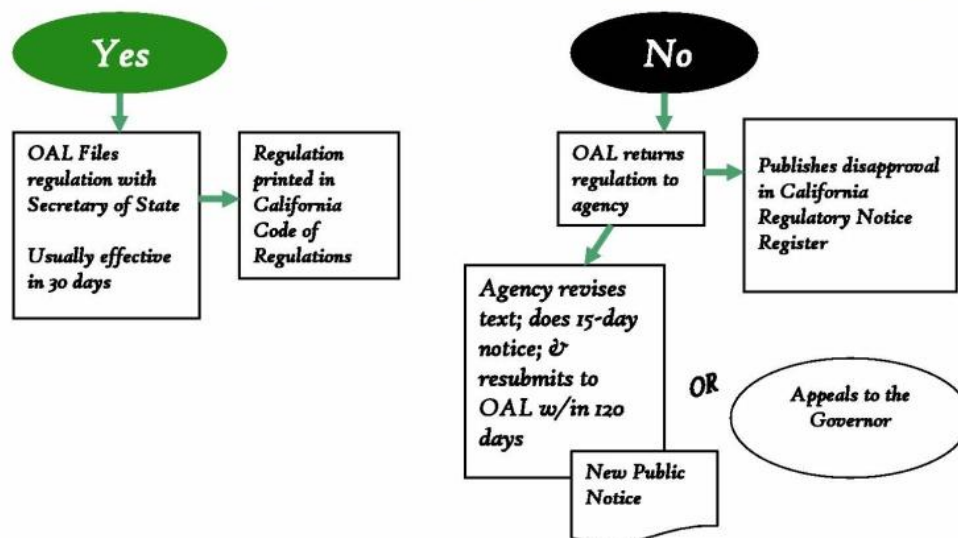 Yes
OAL Files
regulation with
Secretary of State
Usually effective
in 30 days
Regulation
printed in
California
Code of
Regulations
No
OAL returns
regulation to
agency
Publishes disapproval
in California
Regulatory Notice
Register
Agency revises
text; does 15-day
notice; &
resubmits to
OAL w/in 120
days
New Public
Notice
OR
Appeals to the
Governor